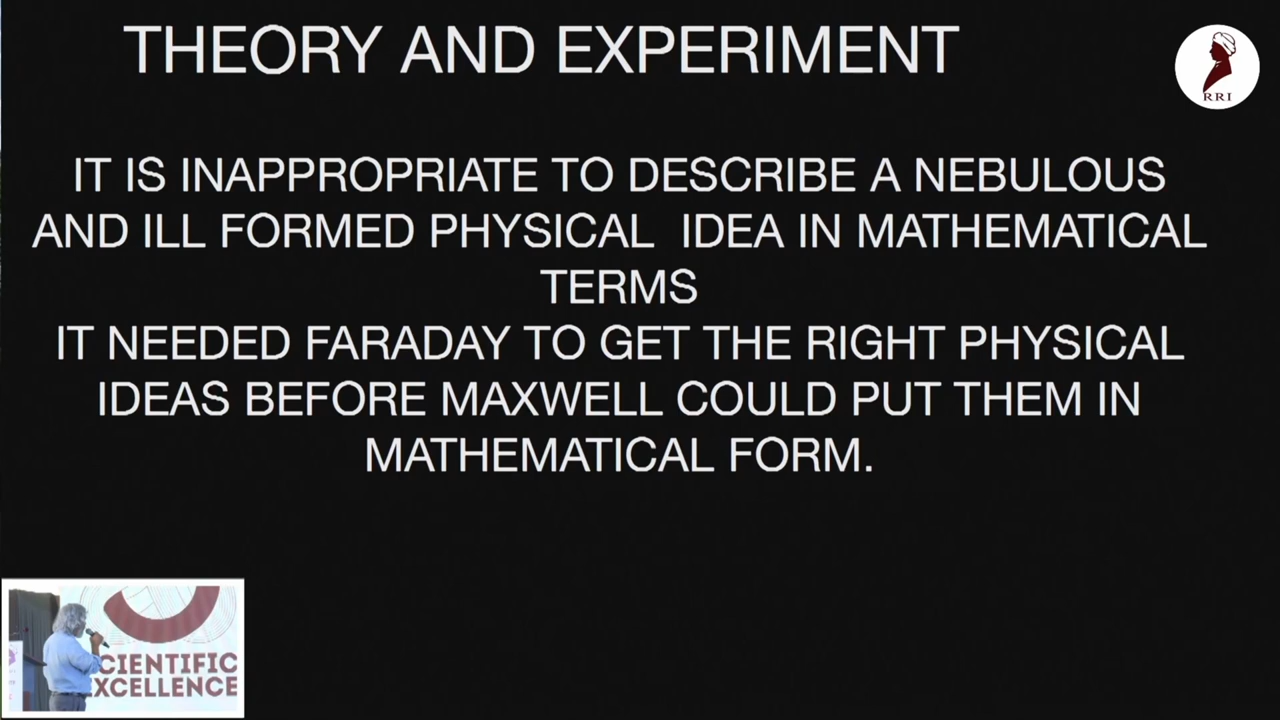 THEORY AND EXPERIMENT
RRI
IT IS INAPPROPRIATE TO DESCRIBE A NEBULOUS
AND ILL FORMED PHYSICAL IDEA IN MATHEMATICAL
TERMS
IT NEEDED FARADAY TO GET THE RIGHT PHYSICAL
IDEAS BEFORE MAXWELL COULD PUT THEM IN
MATHEMATICAL FORM.
CIENTIFIC
XCELLENCE